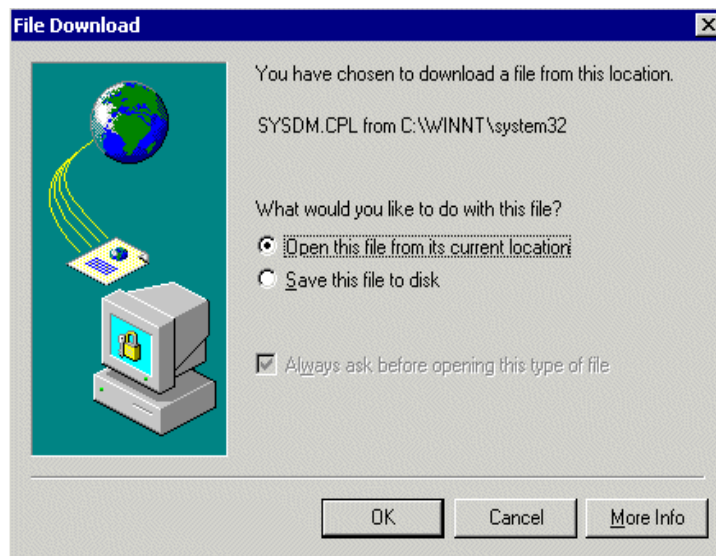 File Download
You have chosen to download a file from this location.
SYSDM.CPL from C:\WINNT\system32
What would you like to do with this file?
Open this file from its current location
Save this file to disk
Always ask before opening this type of file
OK
Cancel
More Info